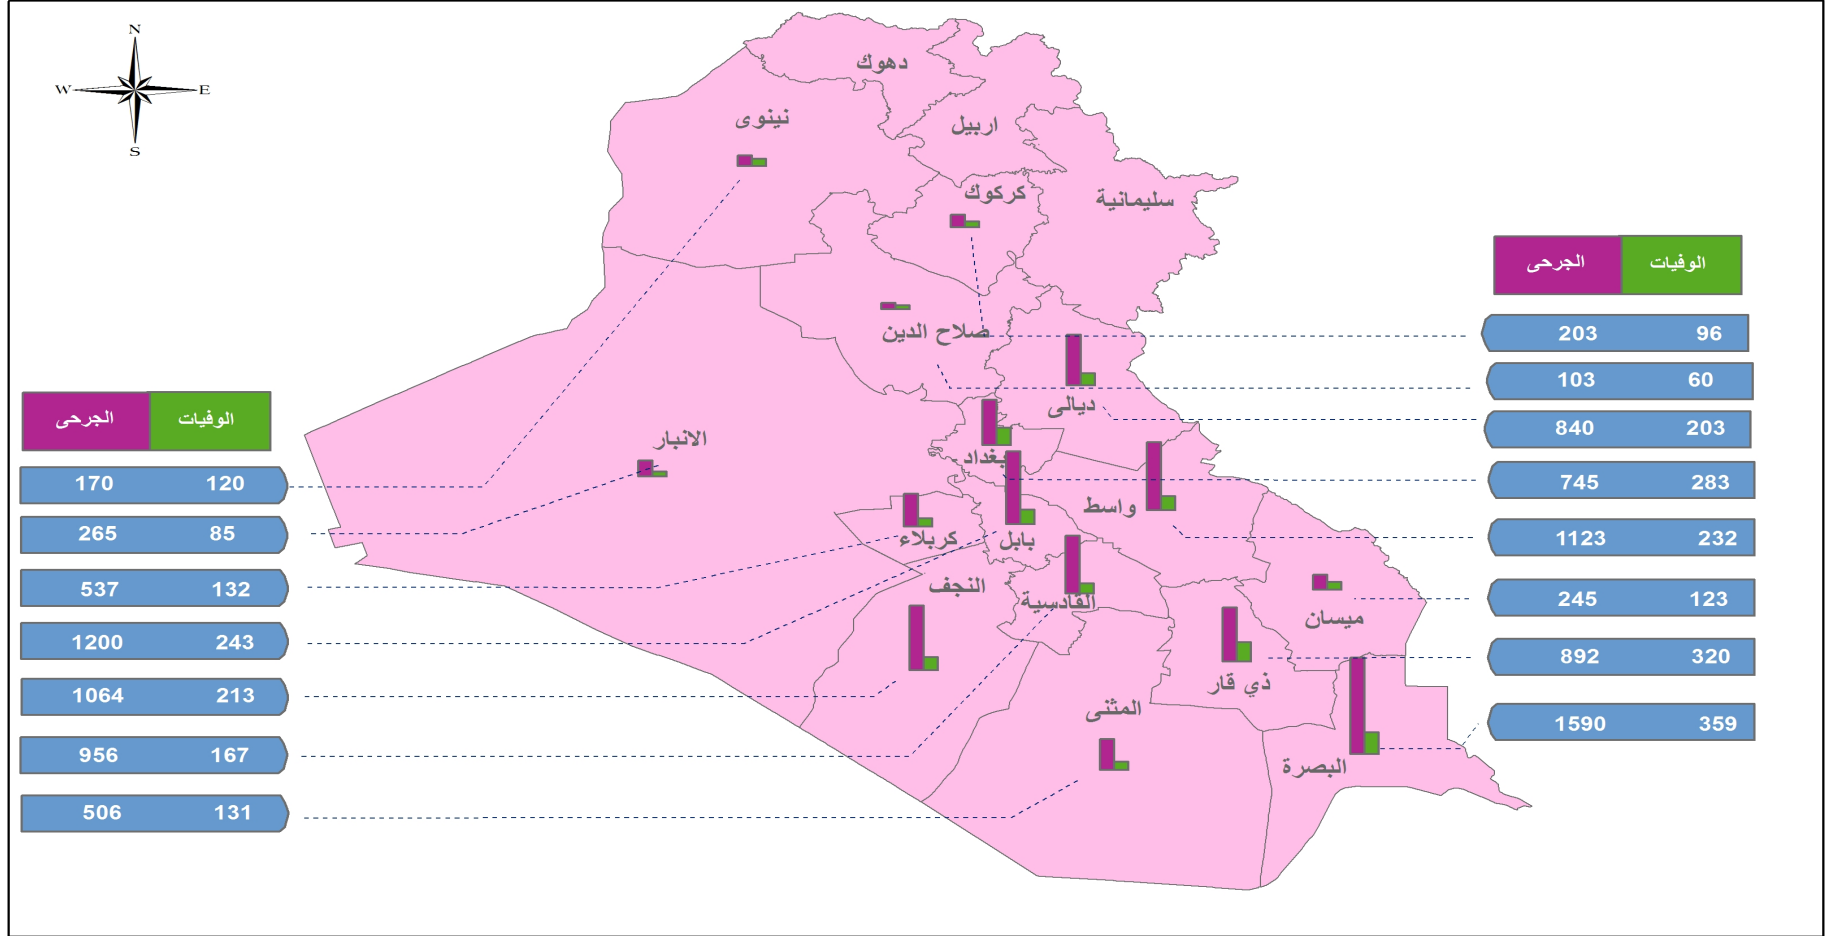 N
W E
S
دهوك
نينوى
اربيل
كركوك
سليمانية
صلاح الدين
ديالى
الانبار
بغداد
واسط
كربلاء
بابل
النجف
القادسية
ميسان
ذي قار
المثنى
البصرة
الجرحى الوفيات
203 96
103 60
840 203
745 283
1123 232
245 123
892 320
1590 359
الجرحى الوفيات
170 120
265 85
537 132
1200 243
1064 213
956 167
506 131